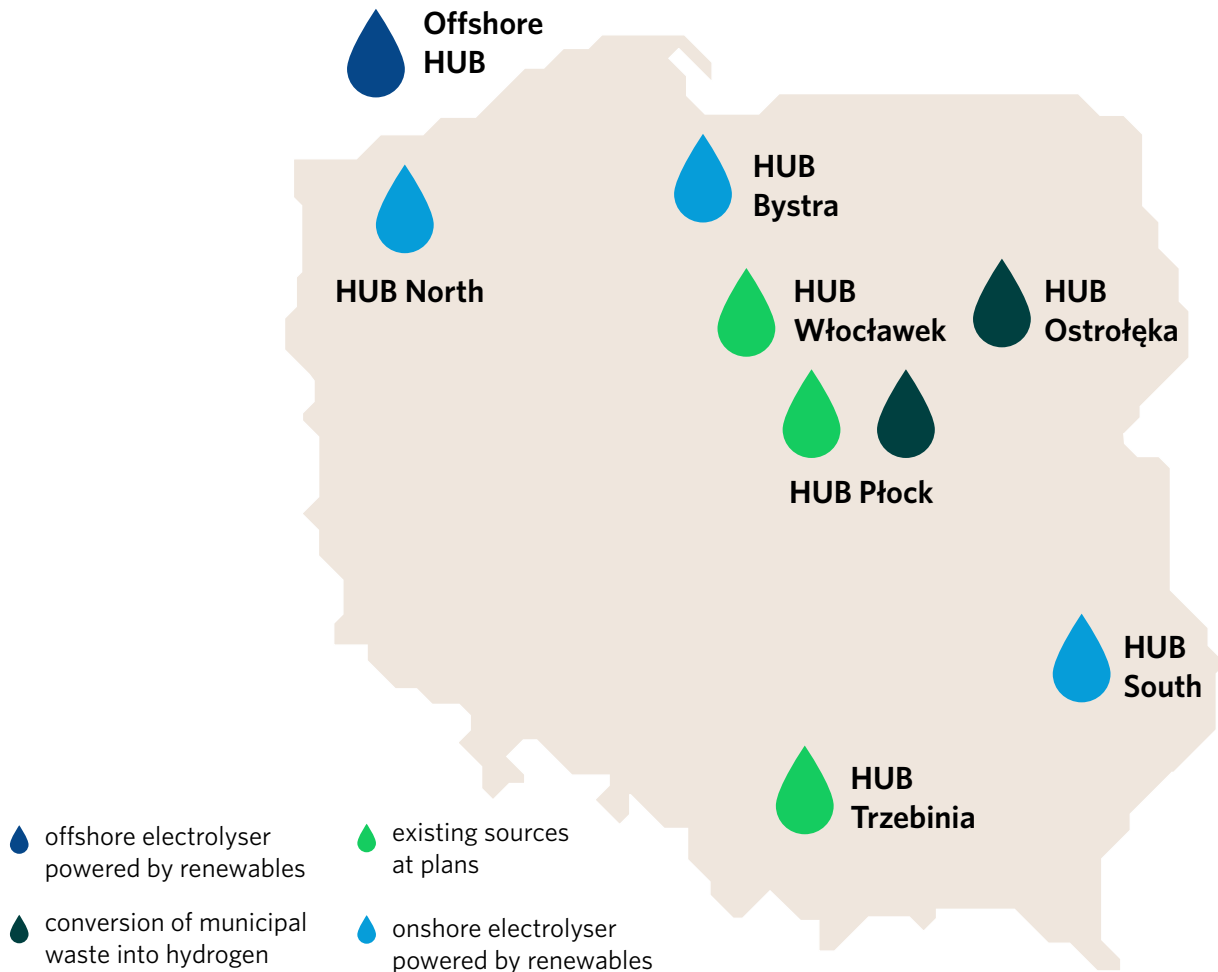 Offshore
HUB
HUB
Bystra
HUB North
HUB
Włocławek
HUB
Ostrołęka
HUB Płock
HUB
South
HUB
Trzebinia
offshore electrolyser
powered by renewables
existing sources
at plans
conversion of municipal
waste into hydrogen
onshore electrolyser
powered by renewables